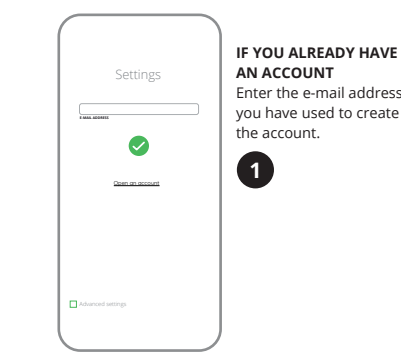 Settings
E-MAIL ADDRESS
Open an account
Advanced settings
IF YOU ALREADY HAVE
AN ACCOUNT
Enter the e-mail address
you have used to create
the account.
1